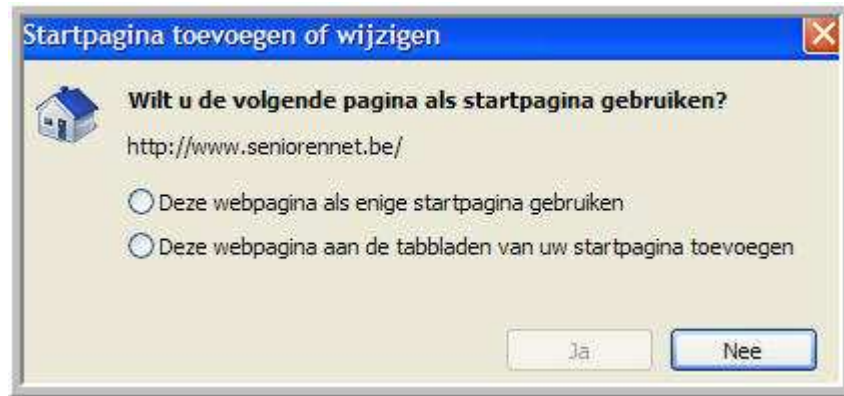 Startpagina toevoegen of wijzigen
Wilt u de volgende pagina als startpagina gebruiken?
http://www.seniorennet.be/
Deze webpagina als enige startpagina gebruiken
Deze webpagina aan de tabbladen van uw startpagina toevoegen
Ja Nee